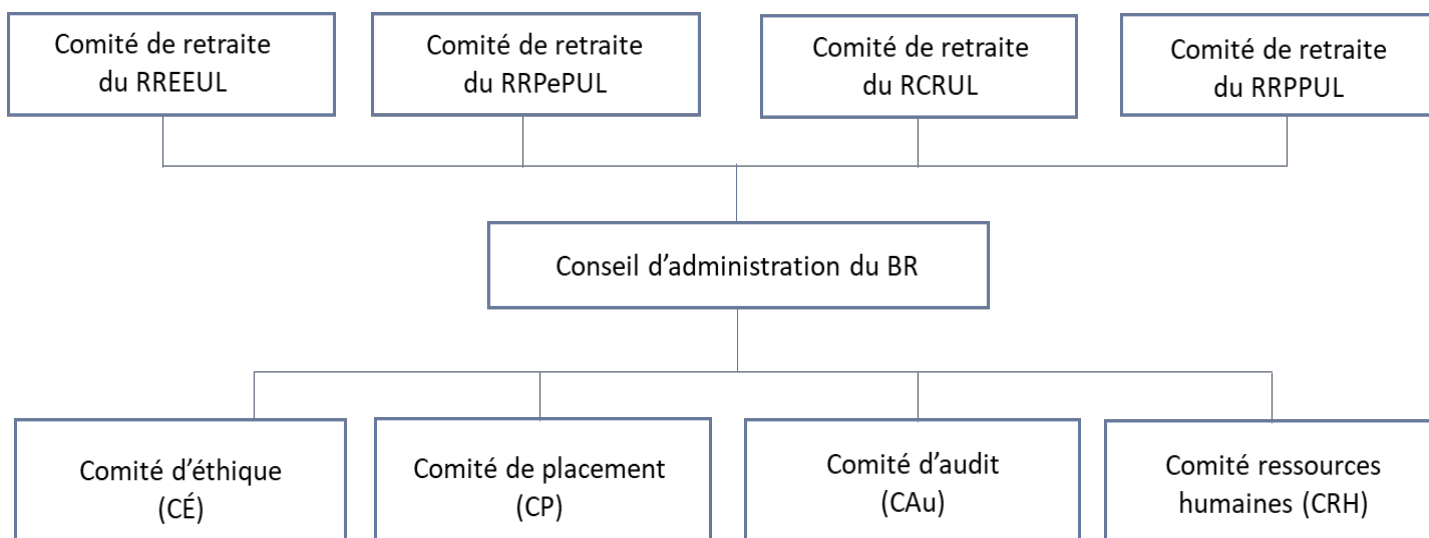 Comité de retraite
du RREEUL
Comité de retraite
du RRPePUL
Comité de retraite
du RCRUL
Comité de retraite
du RRPPUL
Conseil d’administration du BR
Comité d’éthique
(CÉ)
Comité de placement
(CP)
Comité d’audit
(CAu)
Comité ressources
humaines (CRH)